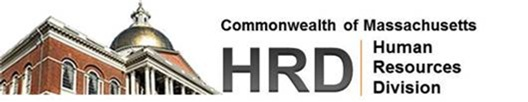 Commonwealth of Massachusetts
HRD
Human
Resources
Division